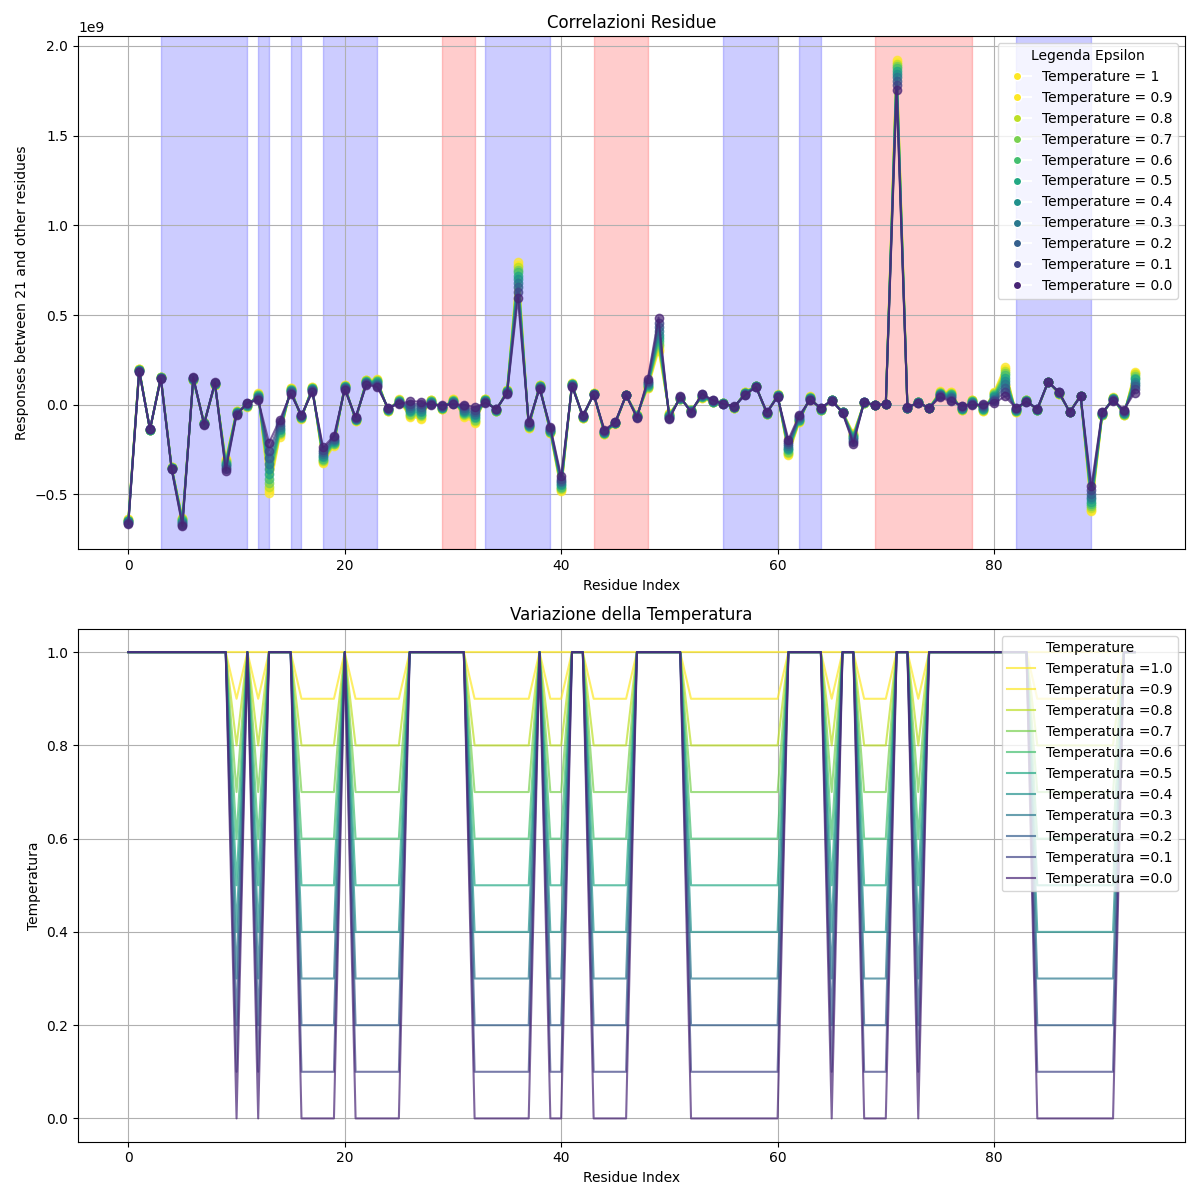 Correlazioni Residue
1e9
2.0
1.5
1.0
0.5
0.0
−0.5
Responses between 21 and other residues
0
20
40
60
80
Residue Index
Legenda Epsilon
Temperature = 1
Temperature = 0.9
Temperature = 0.8
Temperature = 0.7
Temperature = 0.6
Temperature = 0.5
Temperature = 0.4
Temperature = 0.3
Temperature = 0.2
Temperature = 0.1
Temperature = 0.0
Variazione della Temperatura
1.0
0.8
0.6
0.4
0.2
0.0
Temperatura
0
20
40
60
80
Residue Index
Temperature
Temperatura =1.0
Temperatura =0.9
Temperatura =0.8
Temperatura =0.7
Temperatura =0.6
Temperatura =0.5
Temperatura =0.4
Temperatura =0.3
Temperatura =0.2
Temperatura =0.1
Temperatura =0.0